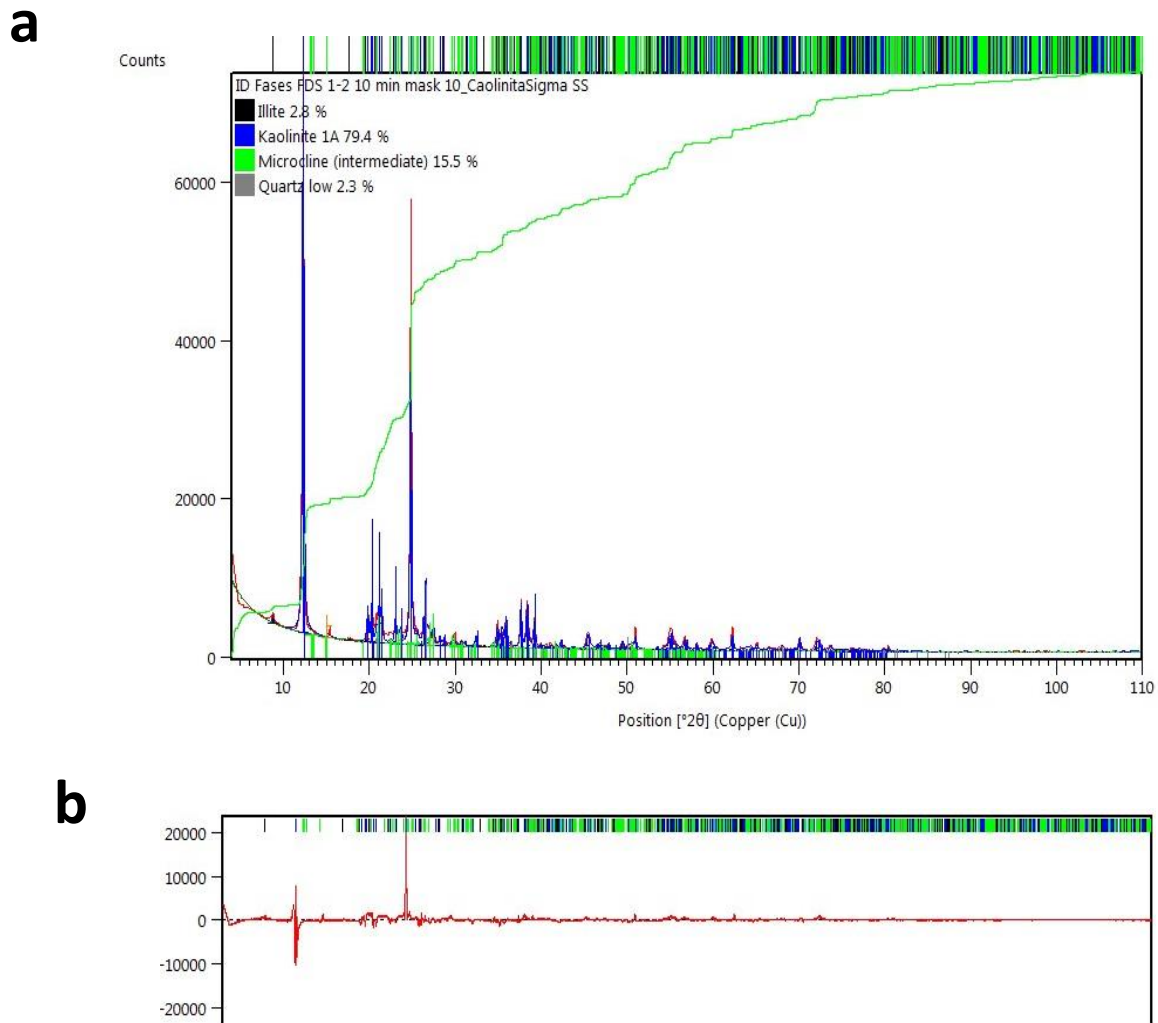 a
Counts
ID Fases FDS 1-2 10 min mask 10_CaolinitaSigma SS
Illite 2.8 %
Kaolinite 1A 79.4 %
Microcline (intermediate) 15.5 %
Quartz low 2.3 %
60000
40000
20000
0
10 20 30 40 50 60 70 80 90 100 110
Position [°2θ] (Copper (Cu))
b
20000
10000
0
-10000
-20000